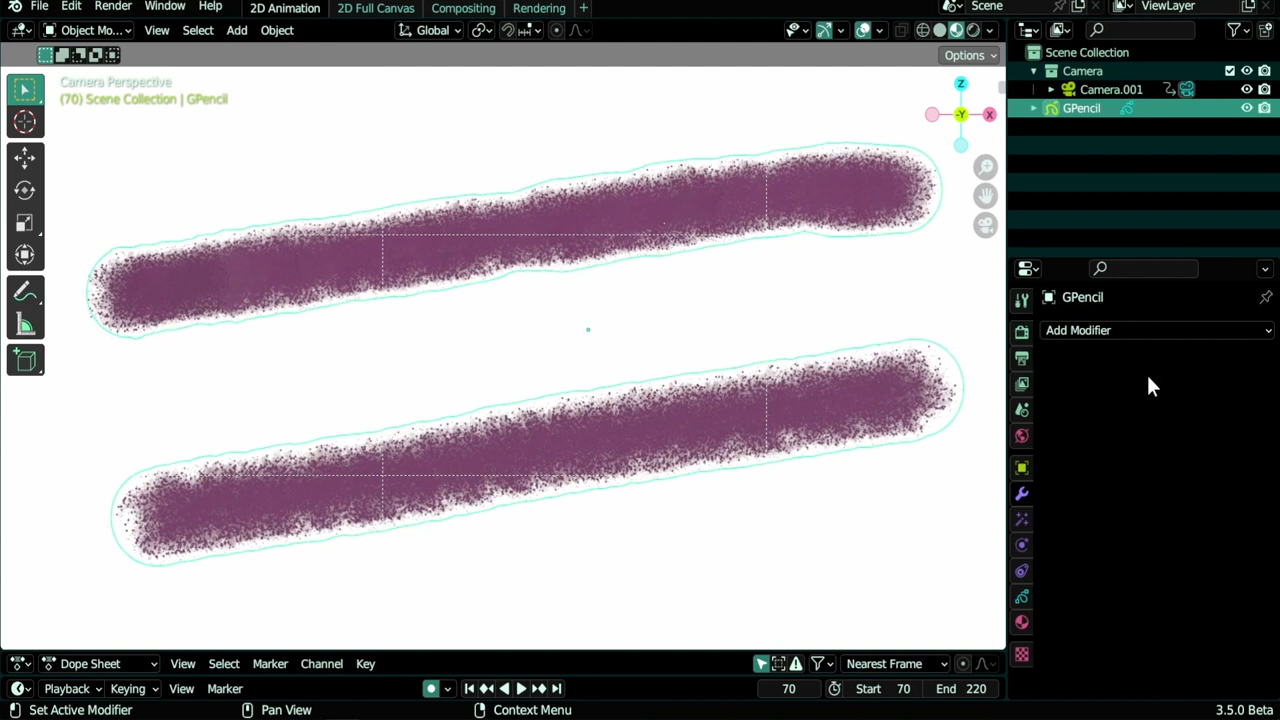 File Edit Render Window Help 2D Animation 2D Full Canvas Compositing Rendering + Scene ViewLayer
Object Mo... View Select Add Object Global
Options
Camera Perspective
(70) Scene Collection | GPencil
Z
-Y
X
Scene Collection
Camera
Camera.001
GPencil
GPencil
Add Modifier
Dope Sheet View Select Marker Channel Key Nearest Frame
Playback Keying View Marker 70 Start 70 End 220
Set Active Modifier Pan View Context Menu 3.5.0 Beta